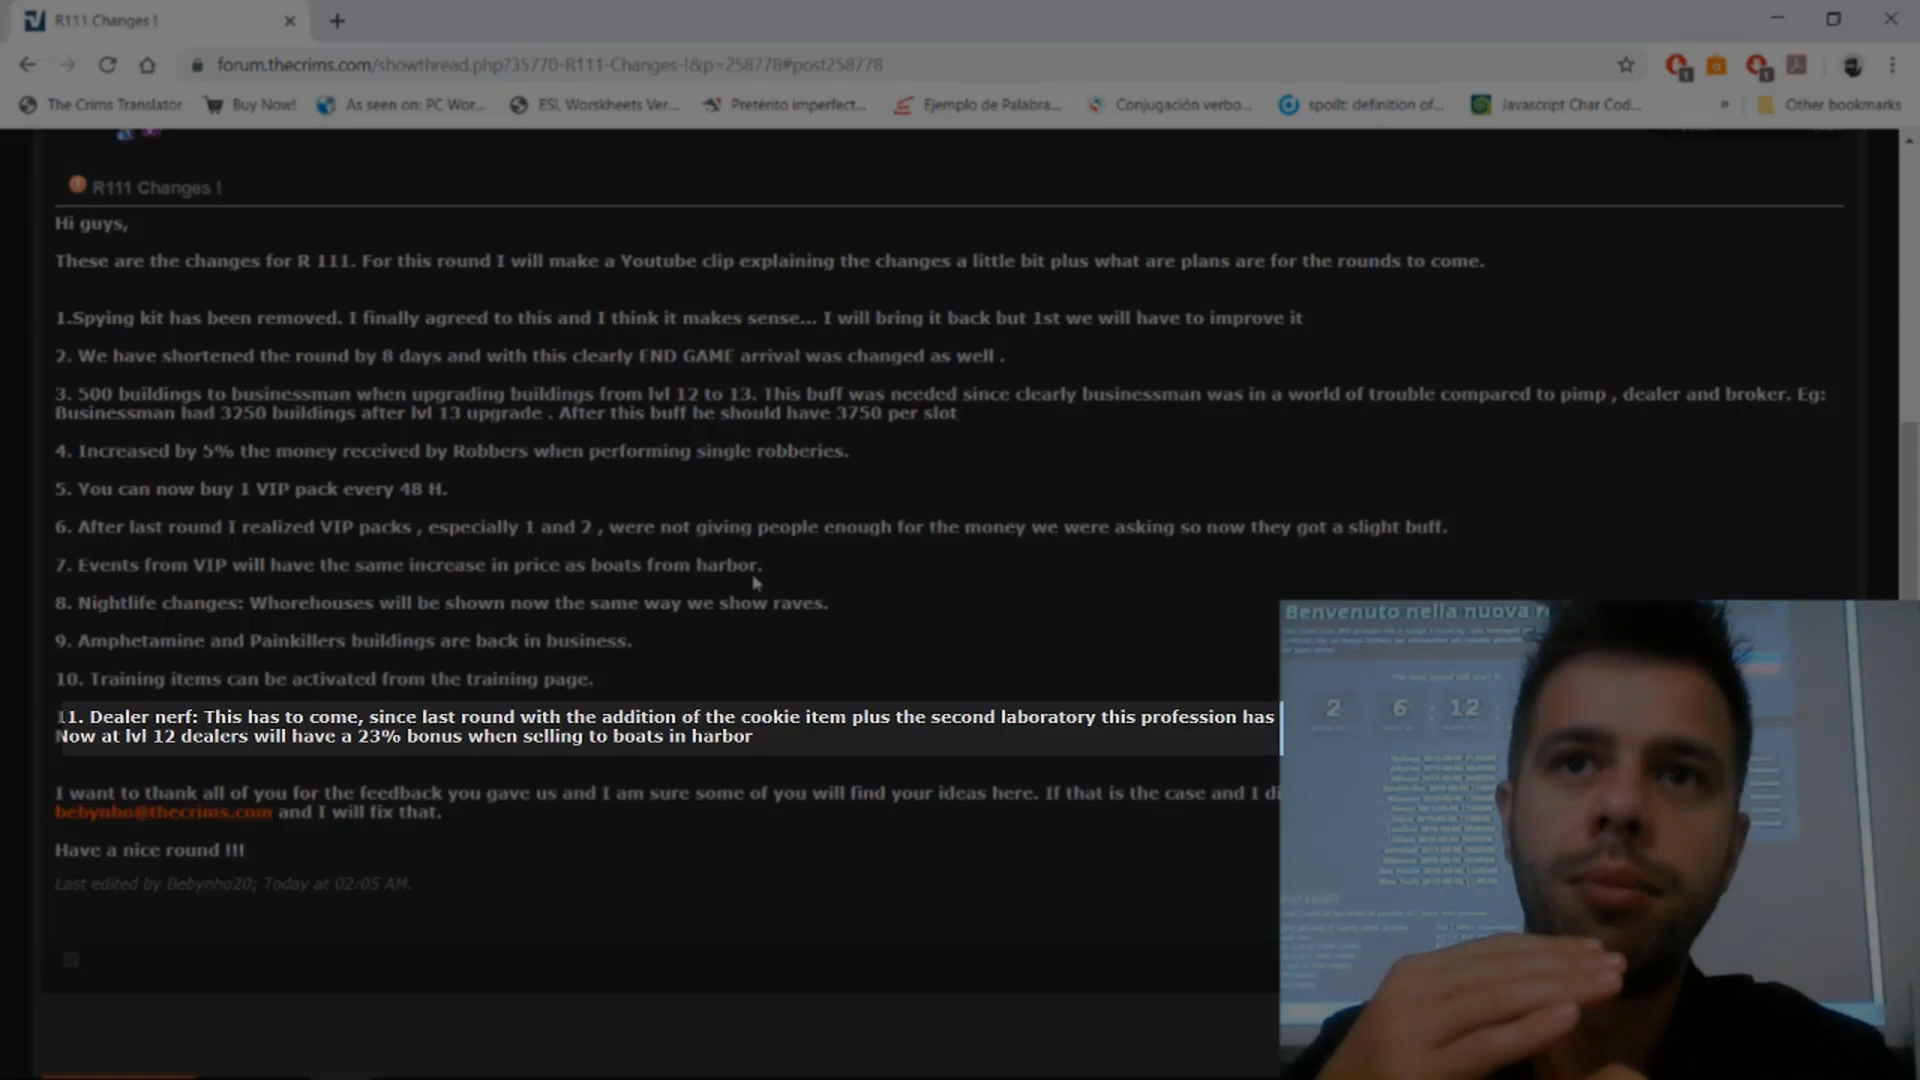 R111 Changes !
forum.thecrims.com/showthread.php?35770-R111-Changes-!&p=258778#post258778
The Crims Translator
Buy Now!
As seen on: PC Wor...
ESL Worskheets Ver...
Pretérito imperfect...
Ejemplo de Palabra...
Conjugación verbo...
spoilt: definition of...
Javascript Char Cod...
»
Other bookmarks
R111 Changes !
Hi guys,
These are the changes for R 111. For this round I will make a Youtube clip explaining the changes a little bit plus what are plans are for the rounds to come.
1.Spying kit has been removed. I finally agreed to this and I think it makes sense... I will bring it back but 1st we will have to improve it
2. We have shortened the round by 8 days and with this clearly END GAME arrival was changed as well .
3. 500 buildings to businessman when upgrading buildings from lvl 12 to 13. This buff was needed since clearly businessman was in a world of trouble compared to pimp , dealer and broker. Eg:
Businessman had 3250 buildings after lvl 13 upgrade . After this buff he should have 3750 per slot
4. Increased by 5% the money received by Robbers when performing single robberies.
5. You can now buy 1 VIP pack every 48 H.
6. After last round I realized VIP packs , especially 1 and 2 , were not giving people enough for the money we were asking so now they got a slight buff.
7. Events from VIP will have the same increase in price as boats from harbor.
8. Nightlife changes: Whorehouses will be shown now the same way we show raves.
9. Amphetamine and Painkillers buildings are back in business.
10. Training items can be activated from the training page.
11. Dealer nerf: This has to come, since last round with the addition of the cookie item plus the second laboratory this profession has
Now at lvl 12 dealers will have a 23% bonus when selling to boats in harbor
I want to thank all of you for the feedback you gave us and I am sure some of you will find your ideas here. If that is the case and I di
bebynho@thecrims.com and I will fix that.
Have a nice round !!!
Last edited by Bebynho20; Today at 02:05 AM.
Benvenuto nella nuova
2 6 : 12